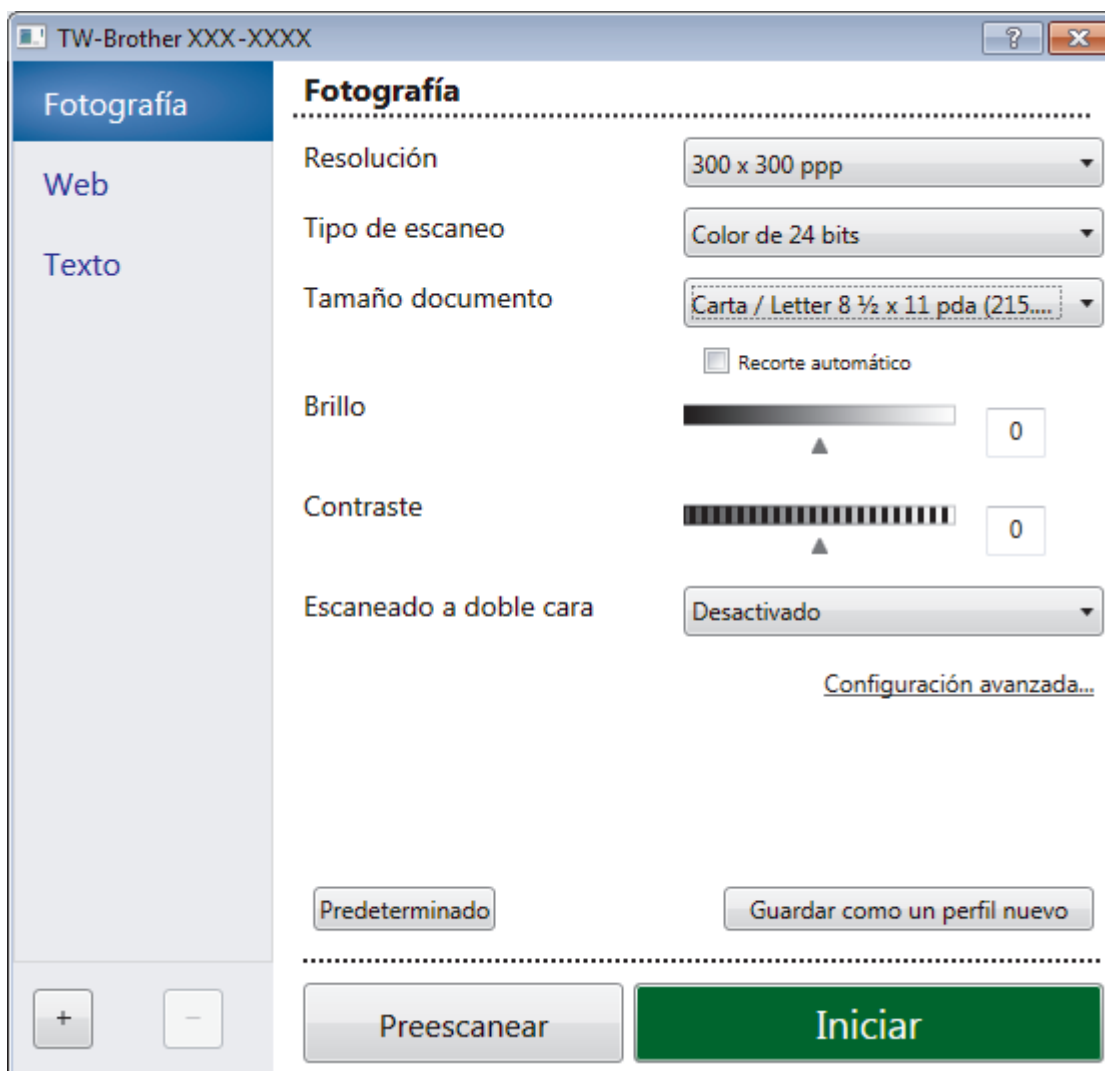 TW-Brother XXX-XXXX
Fotografía
Web
Texto
Fotografía
Resolución
300 x 300 ppp
Tipo de escaneo
Color de 24 bits
Tamaño documento
Carta / Letter 8 ½ x 11 pda (215....
Recorte automático
Brillo
0
Contraste
0
Escaneado a doble cara
Desactivado
Configuración avanzada...
Predeterminado
Guardar como un perfil nuevo
+
−
Preescanear
Iniciar